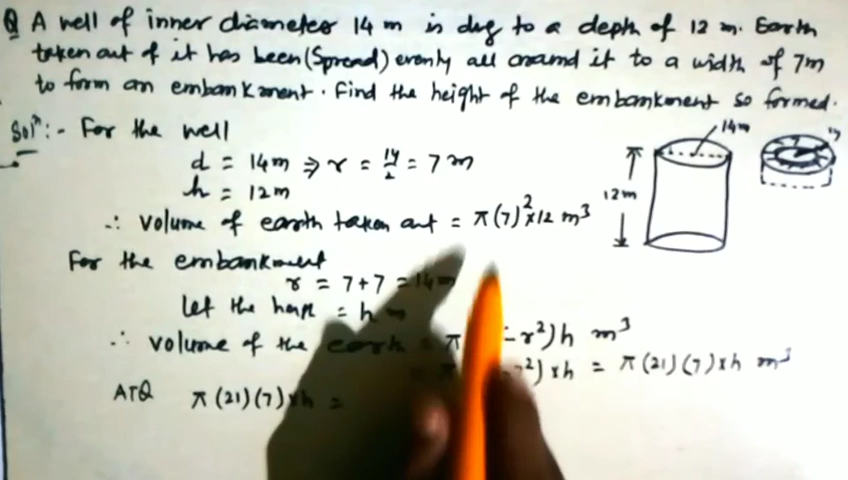 Q A well of inner diameter 14 m is dug to a depth of 12 m. Earth
taken out of it has been (Spread) evenly all around it to a width of 7m
to form an embankment. Find the height of the embankment so formed.
Solⁿ:- For the well
14m
d = 14m ⇒ r = 14/2 = 7 m
h = 12m
12m
∴ volume of earth taken out = π(7)²×12 m³
For the embankment
r = 7+7 = 14m
Let the = h m
∴ volume of the earth = π - r²)h m³
²)×h = π(21)(7)×h m³
ATQ π(21)(7)×h =